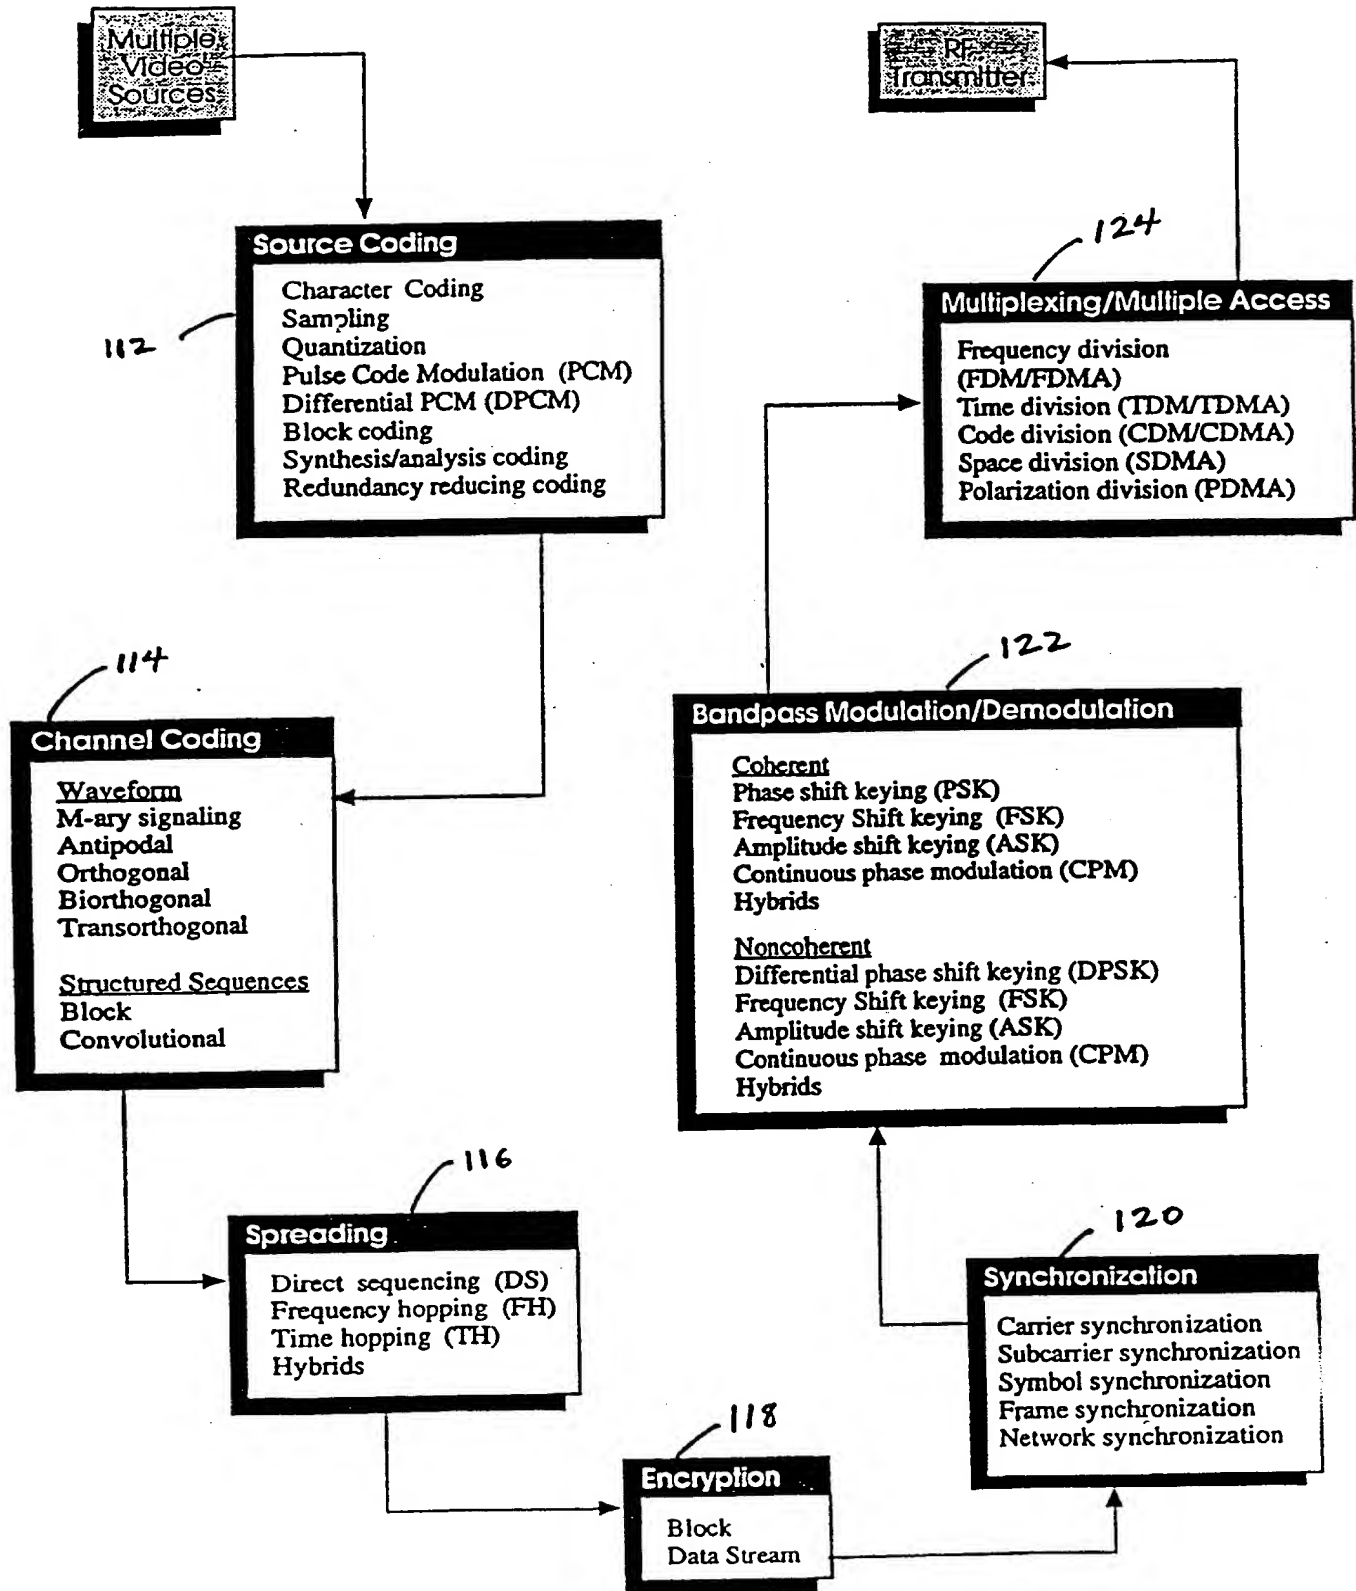 Multiple
Video
Sources
RF
Transmitter
Source Coding
Character Coding
Sampling
Quantization
Pulse Code Modulation (PCM)
Differential PCM (DPCM)
Block coding
Synthesis/analysis coding
Redundancy reducing coding
112
124
Multiplexing/Multiple Access
Frequency division
(FDM/FDMA)
Time division (TDM/TDMA)
Code division (CDM/CDMA)
Space division (SDMA)
Polarization division (PDMA)
114
Channel Coding
Waveform
M-ary signaling
Antipodal
Orthogonal
Biorthogonal
Transorthogonal
Structured Sequences
Block
Convolutional
122
Bandpass Modulation/Demodulation
Coherent
Phase shift keying (PSK)
Frequency Shift keying (FSK)
Amplitude shift keying (ASK)
Continuous phase modulation (CPM)
Hybrids
Noncoherent
Differential phase shift keying (DPSK)
Frequency Shift keying (FSK)
Amplitude shift keying (ASK)
Continuous phase modulation (CPM)
Hybrids
116
Spreading
Direct sequencing (DS)
Frequency hopping (FH)
Time hopping (TH)
Hybrids
120
Synchronization
Carrier synchronization
Subcarrier synchronization
Symbol synchronization
Frame synchronization
Network synchronization
118
Encryption
Block
Data Stream